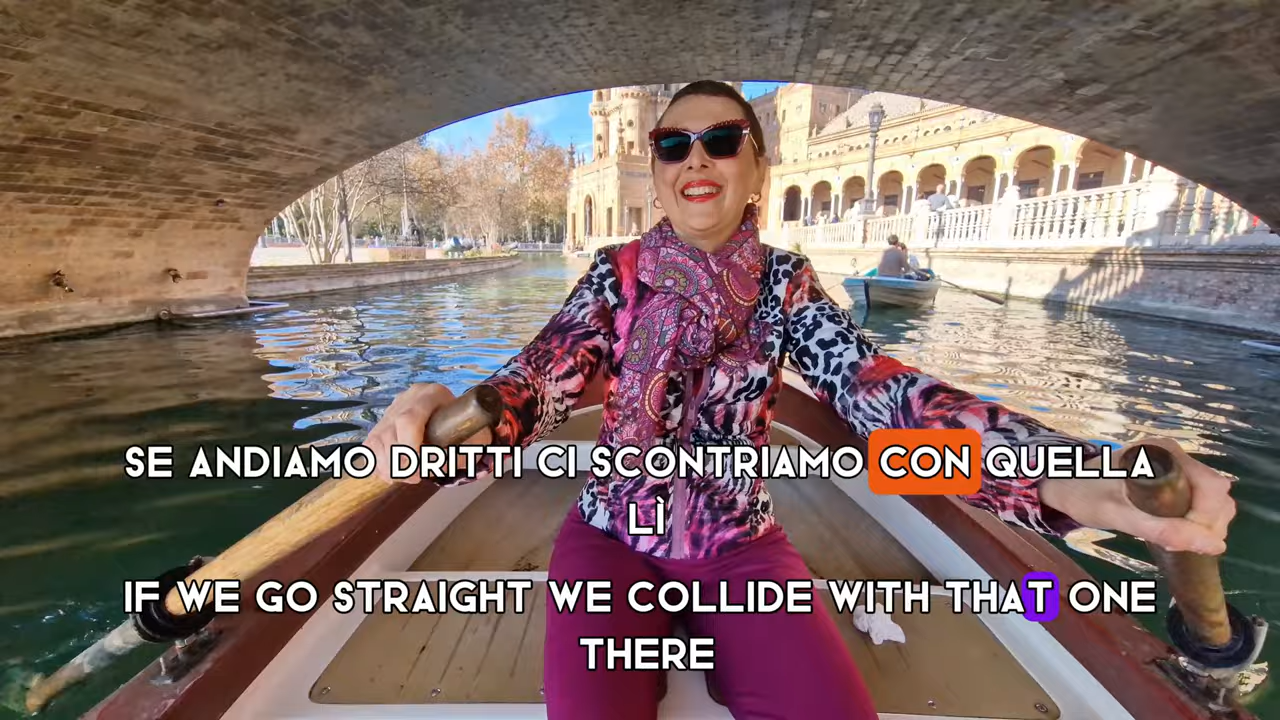 SE ANDIAMO DRITTI CI SCONTRIAMO CON QUELLA
LÌ
IF WE GO STRAIGHT WE COLLIDE WITH THAT ONE
THERE